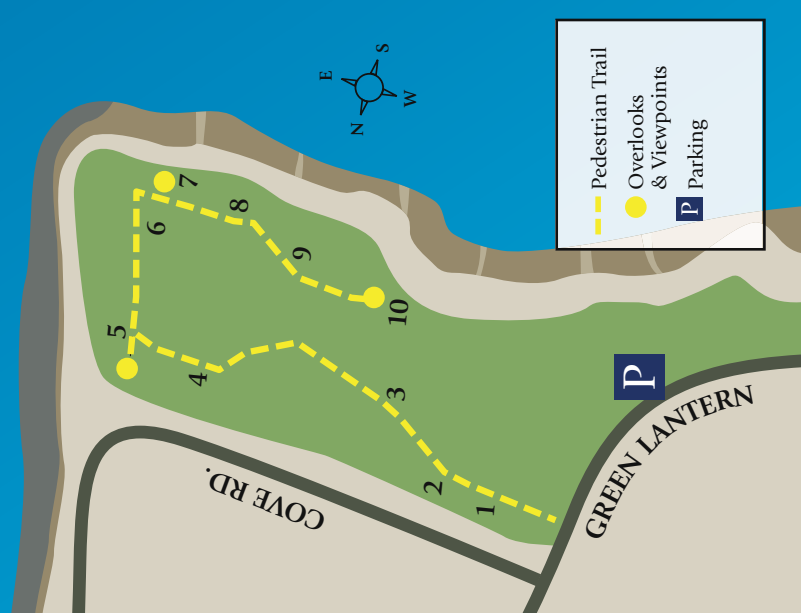 E
S
N
W
Pedestrian Trail
Overlooks
& Viewpoints
P Parking
7
6
8
9
5
10
4
3
2
1
P
COVE RD.
GREEN LANTERN